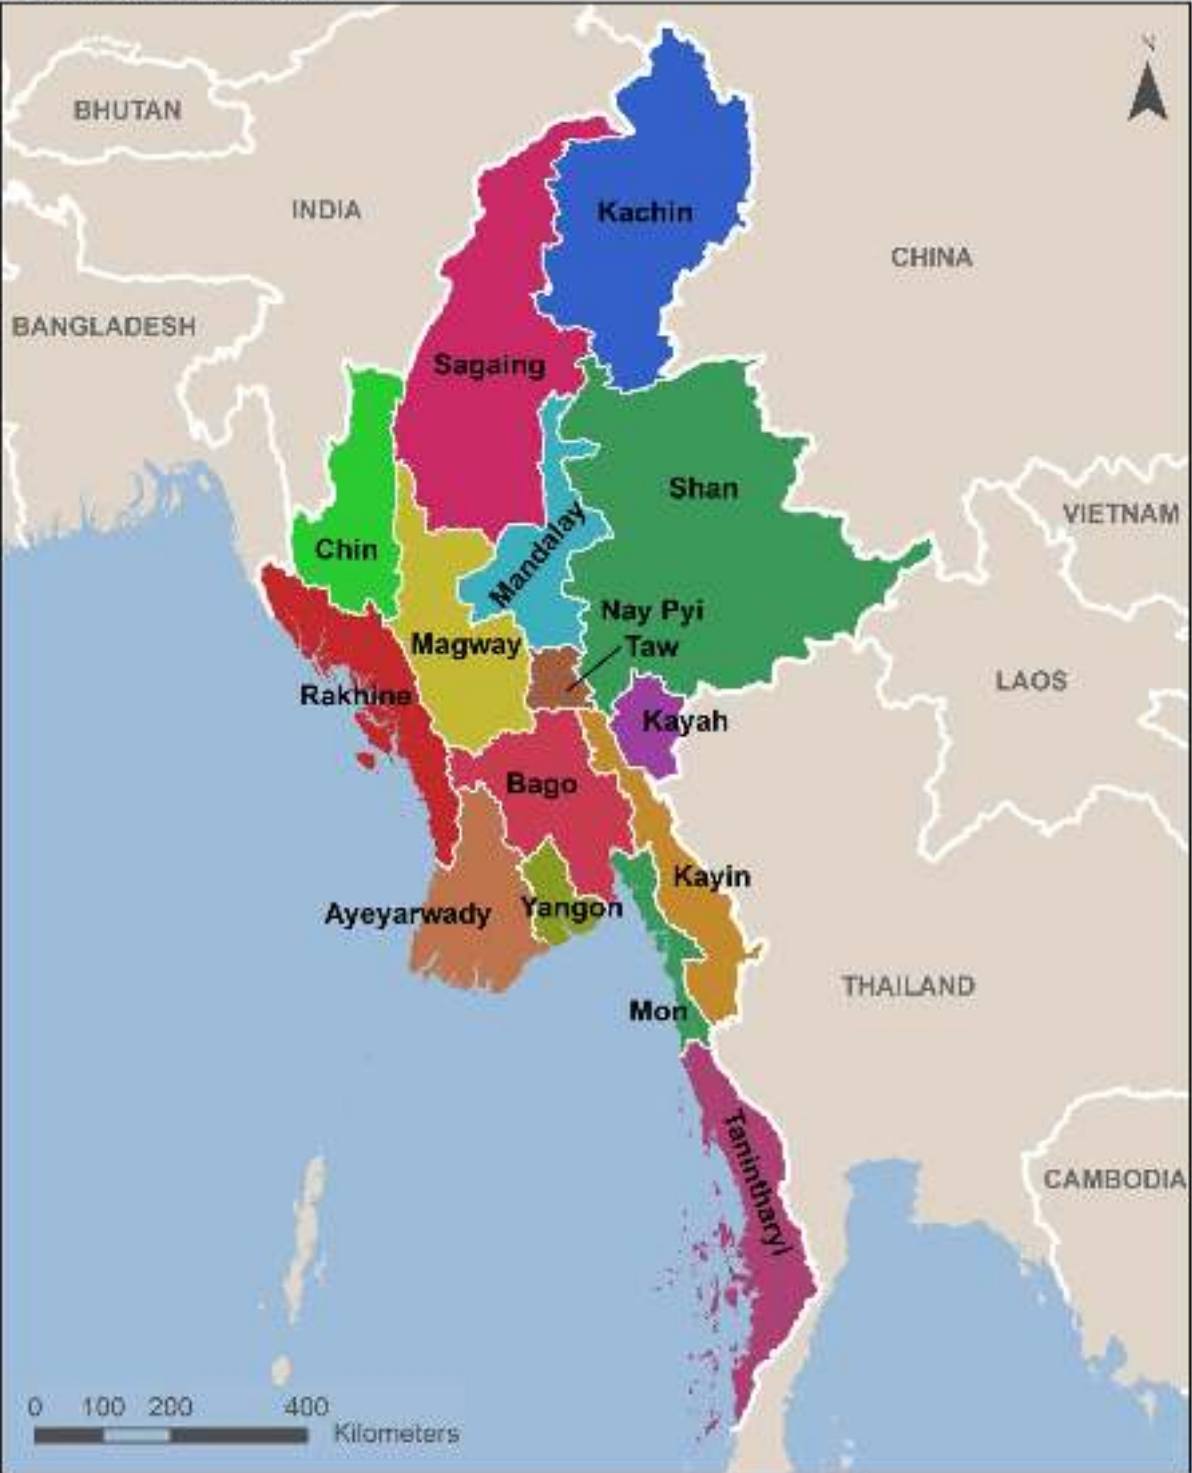 N
BHUTAN
Kachin
INDIA
CHINA
BANGLADESH
Sagaing
Shan
VIETNAM
Chin
Mandalay
Nay Pyi
Taw
Magway
LAOS
Rakhine
Kayah
Bago
Kayin
Ayeyarwady
Yangon
THAILAND
Mon
Tanintharyi
CAMBODIA
0 100 200 400
Kilometers